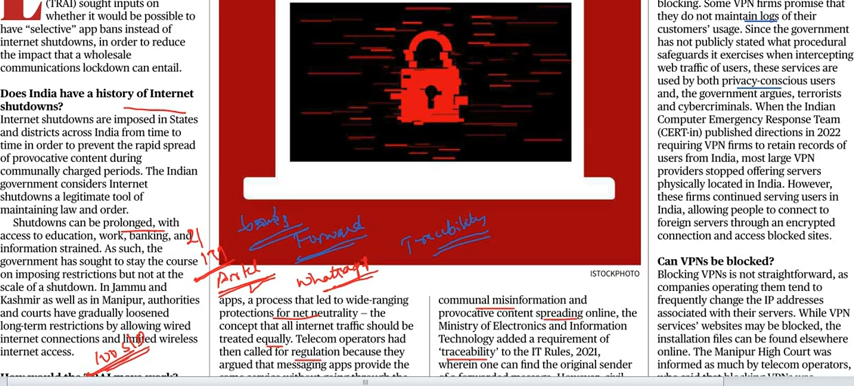 (TRAI) sought inputs on
whether it would be possible to
have “selective” app bans instead of
internet shutdowns, in order to reduce
the impact that a wholesale
communications lockdown can entail.
Does India have a history of Internet
shutdowns?
Internet shutdowns are imposed in States
and districts across India from time to
time in order to prevent the rapid spread
of provocative content during
communally charged periods. The Indian
government considers Internet
shutdowns a legitimate tool of
maintaining law and order.
Shutdowns can be prolonged, with
access to education, work, banking, and
information strained. As such, the
government has sought to stay the course
on imposing restrictions but not at the
scale of a shutdown. In Jammu and
Kashmir as well as in Manipur, authorities
and courts have gradually loosened
long-term restrictions by allowing wired
internet connections and limited wireless
internet access.
Forward
Tracibility
whatsapp
ISTOCKPHOTO
apps, a process that led to wide-ranging
protections for net neutrality — the
concept that all internet traffic should be
treated equally. Telecom operators had
then called for regulation because they
argued that messaging apps provide the
communal misinformation and
provocative content spreading online, the
Ministry of Electronics and Information
Technology added a requirement of
‘traceability’ to the IT Rules, 2021,
wherein one can find the original sender
blocking. Some VPN firms promise that
they do not maintain logs of their
customers’ usage. Since the government
has not publicly stated what procedural
safeguards it exercises when intercepting
web traffic of users, these services are
used by both privacy-conscious users
and, the government argues, terrorists
and cybercriminals. When the Indian
Computer Emergency Response Team
(CERT-in) published directions in 2022
requiring VPN firms to retain records of
users from India, most large VPN
providers stopped offering servers
physically located in India. However,
these firms continued serving users in
India, allowing people to connect to
foreign servers through an encrypted
connection and access blocked sites.
Can VPNs be blocked?
Blocking VPNs is not straightforward, as
companies operating them tend to
frequently change the IP addresses
associated with their servers. While VPN
services’ websites may be blocked, the
installation files can be found elsewhere
online. The Manipur High Court was
informed as much by telecom operators,